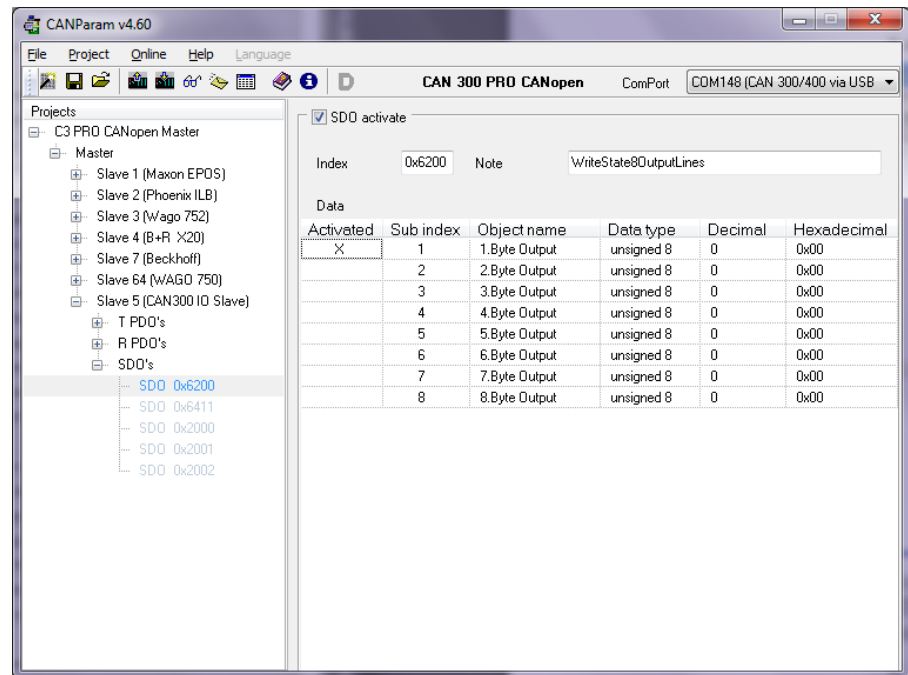 CANParam v4.60
File Project Online Help Language
CAN 300 PRO CANopen ComPort COM148 (CAN 300/400 via USB
Projects
C3 PRO CANopen Master
Master
Slave 1 (Maxon EPOS)
Slave 2 (Phoenix ILB)
Slave 3 (Wago 752)
Slave 4 (B+R X20)
Slave 7 (Beckhoff)
Slave 64 (WAGO 750)
Slave 5 (CAN300 IO Slave)
T PDO's
R PDO's
SDO's
SDO 0x6200
SDO 0x6411
SDO 0x2000
SDO 0x2001
SDO 0x2002
SDO activate
Index 0x6200 Note WriteState8OutputLines
Data
Activated Sub index Object name Data type Decimal Hexadecimal
X 1 1.Byte Output unsigned 8 0 0x00
2 2.Byte Output unsigned 8 0 0x00
3 3.Byte Output unsigned 8 0 0x00
4 4.Byte Output unsigned 8 0 0x00
5 5.Byte Output unsigned 8 0 0x00
6 6.Byte Output unsigned 8 0 0x00
7 7.Byte Output unsigned 8 0 0x00
8 8.Byte Output unsigned 8 0 0x00